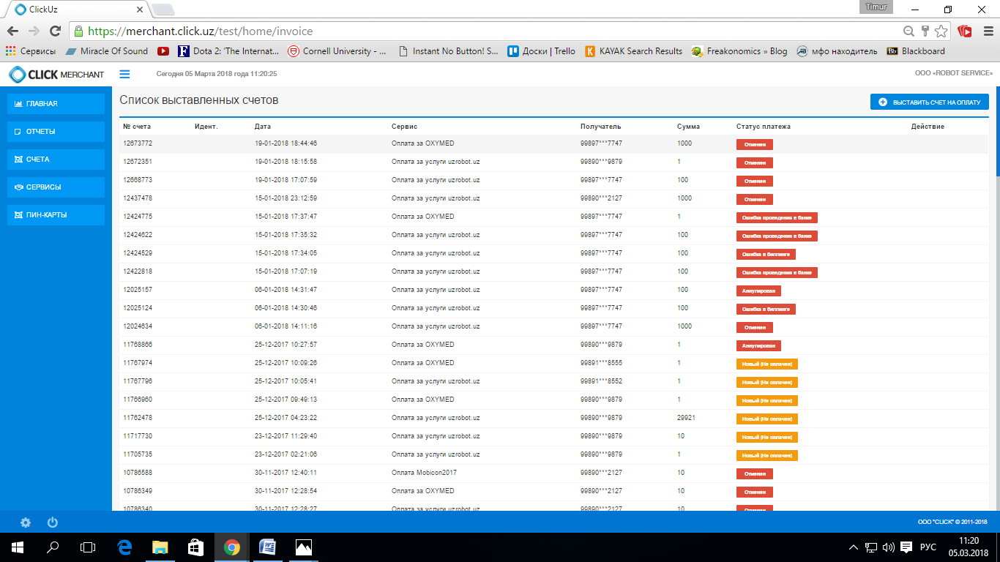 ClickUz
Timur
https://merchant.click.uz/test/home/invoice
Сервисы Miracle Of Sound Dota 2: 'The Internat... Cornell University - ... Instant No Button! S... Доски | Trello KAYAK Search Results Freakonomics » Blog мфо находитель Bb Blackboard
CLICK MERCHANT Сегодня 05 Марта 2018 года 11:20:25 ООО «ROBOT SERVICE»
ГЛАВНАЯ
ОТЧЕТЫ
СЧЕТА
СЕРВИСЫ
ПИН-КАРТЫ
Список выставленных счетов ВЫСТАВИТЬ СЧЕТ НА ОПЛАТУ
№ счета Идент. Дата Сервис Получатель Сумма Статус платежа Действие
12673772 19-01-2018 18:44:46 Оплата за OXYMED 99897***7747 1000 Отменен
12672351 19-01-2018 18:15:58 Оплата за услуги uzrobot.uz 99890***9879 1 Отменен
12668773 19-01-2018 17:07:59 Оплата за услуги uzrobot.uz 99897***7747 100 Отменен
12437478 15-01-2018 23:12:59 Оплата за услуги uzrobot.uz 99890***2127 1000 Отменен
12424775 15-01-2018 17:37:47 Оплата за OXYMED 99897***7747 1 Ошибка проведения в банке
12424622 15-01-2018 17:35:32 Оплата за услуги uzrobot.uz 99897***7747 100 Ошибка проведения в банке
12424529 15-01-2018 17:34:05 Оплата за услуги uzrobot.uz 99897***7747 100 Ошибка в биллинге
12422818 15-01-2018 17:07:19 Оплата за услуги uzrobot.uz 99897***7747 100 Ошибка проведения в банке
12025157 06-01-2018 14:31:47 Оплата за услуги uzrobot.uz 99897***7747 100 Аннулирован
12025124 06-01-2018 14:30:46 Оплата за услуги uzrobot.uz 99897***7747 100 Ошибка в биллинге
12024634 06-01-2018 14:11:16 Оплата за услуги uzrobot.uz 99897***7747 1000 Отменен
11768866 25-12-2017 10:27:57 Оплата за OXYMED 99890***9879 1 Аннулирован
11767974 25-12-2017 10:09:26 Оплата за OXYMED 99891***8555 1 Новый (Не оплачен)
11767796 25-12-2017 10:05:41 Оплата за услуги uzrobot.uz 99891***8552 1 Новый (Не оплачен)
11766960 25-12-2017 09:49:13 Оплата за OXYMED 99890***9879 1 Новый (Не оплачен)
11762478 25-12-2017 04:23:22 Оплата за услуги uzrobot.uz 99890***9879 29921 Новый (Не оплачен)
11717730 23-12-2017 11:29:40 Оплата за услуги uzrobot.uz 99890***9879 10 Новый (Не оплачен)
11705735 23-12-2017 02:21:06 Оплата за услуги uzrobot.uz 99890***9879 1 Новый (Не оплачен)
10786588 30-11-2017 12:40:11 Оплата Mobicon2017 99890***2127 10 Отменен
10786349 30-11-2017 12:28:54 Оплата за OXYMED 99890***2127 10 Отменен
10786340 30-11-2017 12:28:27 Оплата за услуги uzrobot.uz 99890***2127 10 Отменен
ООО "CLICK" © 2011-2018
РУС 11:20
05.03.2018